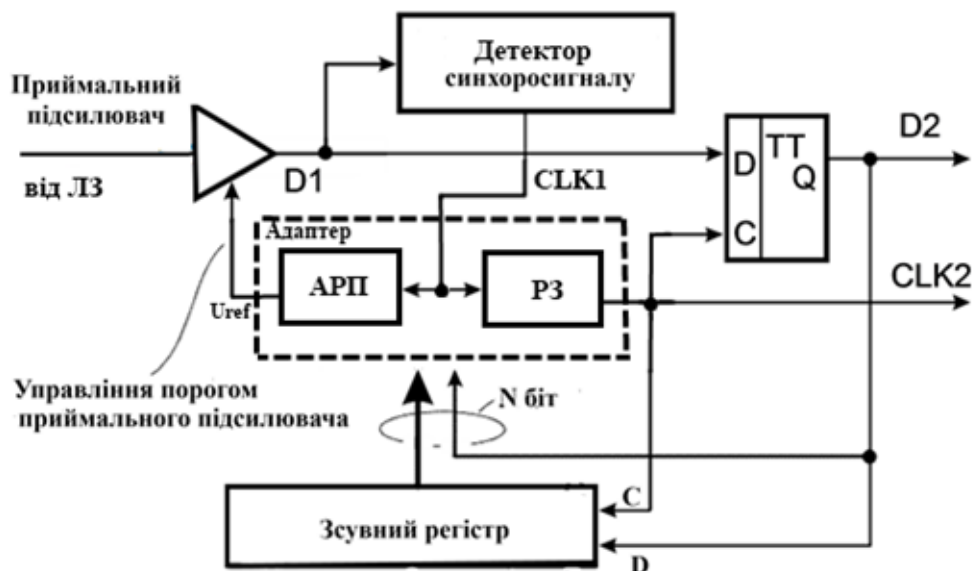 Детектор
синхоросигналу
Приймальний
підсилювач
від ЛЗ
D1
CLK1
D
TT
Q
C
D2
CLK2
Адаптер
АРП
РЗ
Uref
Управління порогом
приймального підсилювача
N біт
Зсувний регістр
C
D